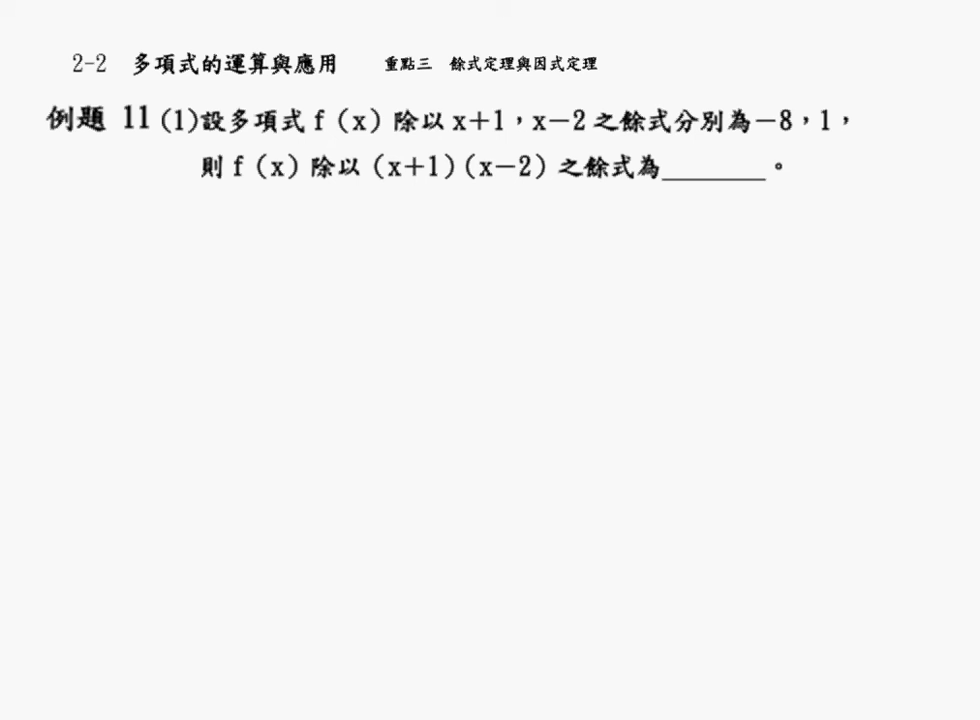 2-2 多項式的運算與應用 重點三 餘式定理與因式定理
例題 11 (1)設多項式 f (x) 除以 x+1，x−2 之餘式分別為−8，1，
則 f (x) 除以 (x+1) (x−2) 之餘式為________。